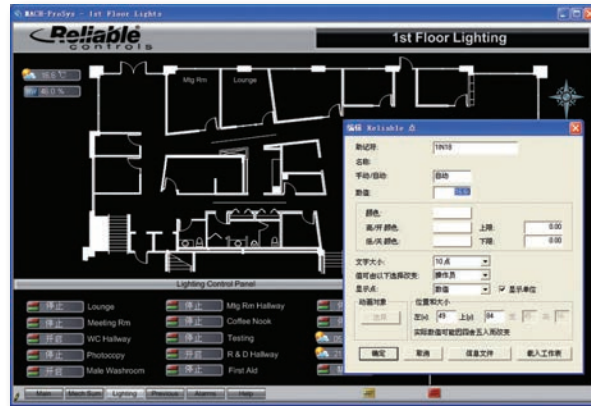 MACH-ProSys - 1st Floor Lights
Reliable
controls
1st Floor Lighting
Mtg Rm
Lounge
编辑 Reliable 点
助记符:
1IN18
名称:
手动/自动:
自动
数值:
颜色:
高/开 颜色:
上限:
0.00
低/关 颜色:
下限:
0.00
文字大小:
10点
值可由以下选择改变:
操作员
显示点:
数值
显示单位
动画对象
选择
位置和大小
左(x):
49
上(y):
84
实际数值可能因四舍五入而改变
确定
取消
信息文件
载入工作表
Lighting Control Panel
停止
Lounge
停止
Meeting Rm
开启
WC Hallway
停止
Photocopy
开启
Male Washroom
停止
Mtg Rm Hallway
停止
Coffee Nook
停止
Testing
开启
R & D Hallway
停止
First Aid
Main
Mech Sum
Lighting
Previous
Alarms
Help